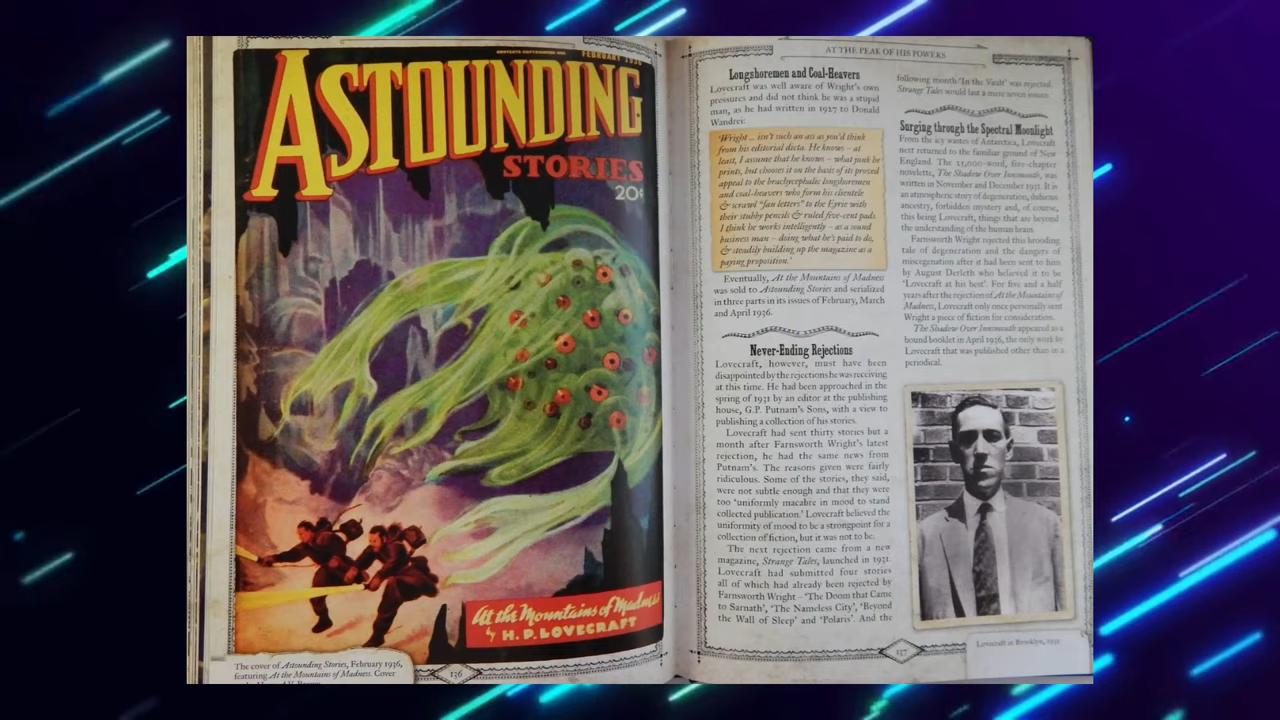 FEBRUARY 1936
ASTOUNDING
STORIES
20¢
At the Mountains of Madness
by H. P. LOVECRAFT
The cover of Astounding Stories, February 1936,
featuring At the Mountains of Madness. Cover
136
AT THE PEAK OF HIS POWERS
Longshoremen and Coal-Heavers
Lovecraft was well aware of Wright's own
pressures and did not think he was a stupid
man, as he had written in 1927 to Donald
Wandrei:
'Wright ... isn't such an ass as you'd think
from his editorial dicta. He knows – at
least, I assume that he knows – what junk he
prints, but chooses it on the basis of its proved
appeal to the brachycephalic longshoremen
and coal-heavers who form his clientele
& scrawl "fan letters" to the Eyrie with
their stubby pencils & ruled five-cent pads.
I think he works intelligently – as a sound
business man – doing what he's paid to do,
& steadily building up the magazine as a
paying proposition.'
Eventually, At the Mountains of Madness
was sold to Astounding Stories and serialized
in three parts in its issues of February, March
and April 1936.
Never-Ending Rejections
Lovecraft, however, must have been
disappointed by the rejections he was receiving
at this time. He had been approached in the
spring of 1931 by an editor at the publishing
house, G.P. Putnam's Sons, with a view to
publishing a collection of his stories.
Lovecraft had sent thirty stories but a
month after Farnsworth Wright's latest
rejection, he had the same news from
Putnam's. The reasons given were fairly
ridiculous. Some of the stories, they said,
were not subtle enough and that they were
too 'uniformly macabre in mood to stand
collected publication.' Lovecraft believed the
uniformity of mood to be a strongpoint for a
collection of fiction, but it was not to be.
The next rejection came from a new
magazine, Strange Tales, launched in 1931.
Lovecraft had submitted four stories
all of which had already been rejected by
Farnsworth Wright – 'The Doom that Came
to Sarnath', 'The Nameless City', 'Beyond
the Wall of Sleep' and 'Polaris'. And the
following month 'In the Vault' was rejected.
Strange Tales would last a mere seven issues.
Surging through the Spectral Moonlight
From the icy wastes of Antarctica, Lovecraft
next returned to the familiar ground of New
England. The 25,000-word, five-chapter
novelette, The Shadow Over Innsmouth, was
written in November and December 1931. It is
an atmospheric story of degeneration, dubious
ancestry, forbidden mystery and, of course,
this being Lovecraft, things that are beyond
the understanding of the human brain.
Farnsworth Wright rejected this brooding
tale of degeneration and the dangers of
miscegenation after it had been sent to him
by August Derleth who believed it to be
'Lovecraft at his best'. For five and a half
years after the rejection of At the Mountains of
Madness, Lovecraft only once personally sent
Wright a piece of fiction for consideration.
The Shadow Over Innsmouth appeared as a
bound booklet in April 1936, the only work by
Lovecraft that was published other than in a
periodical.
Lovecraft in Brooklyn, 1931
137